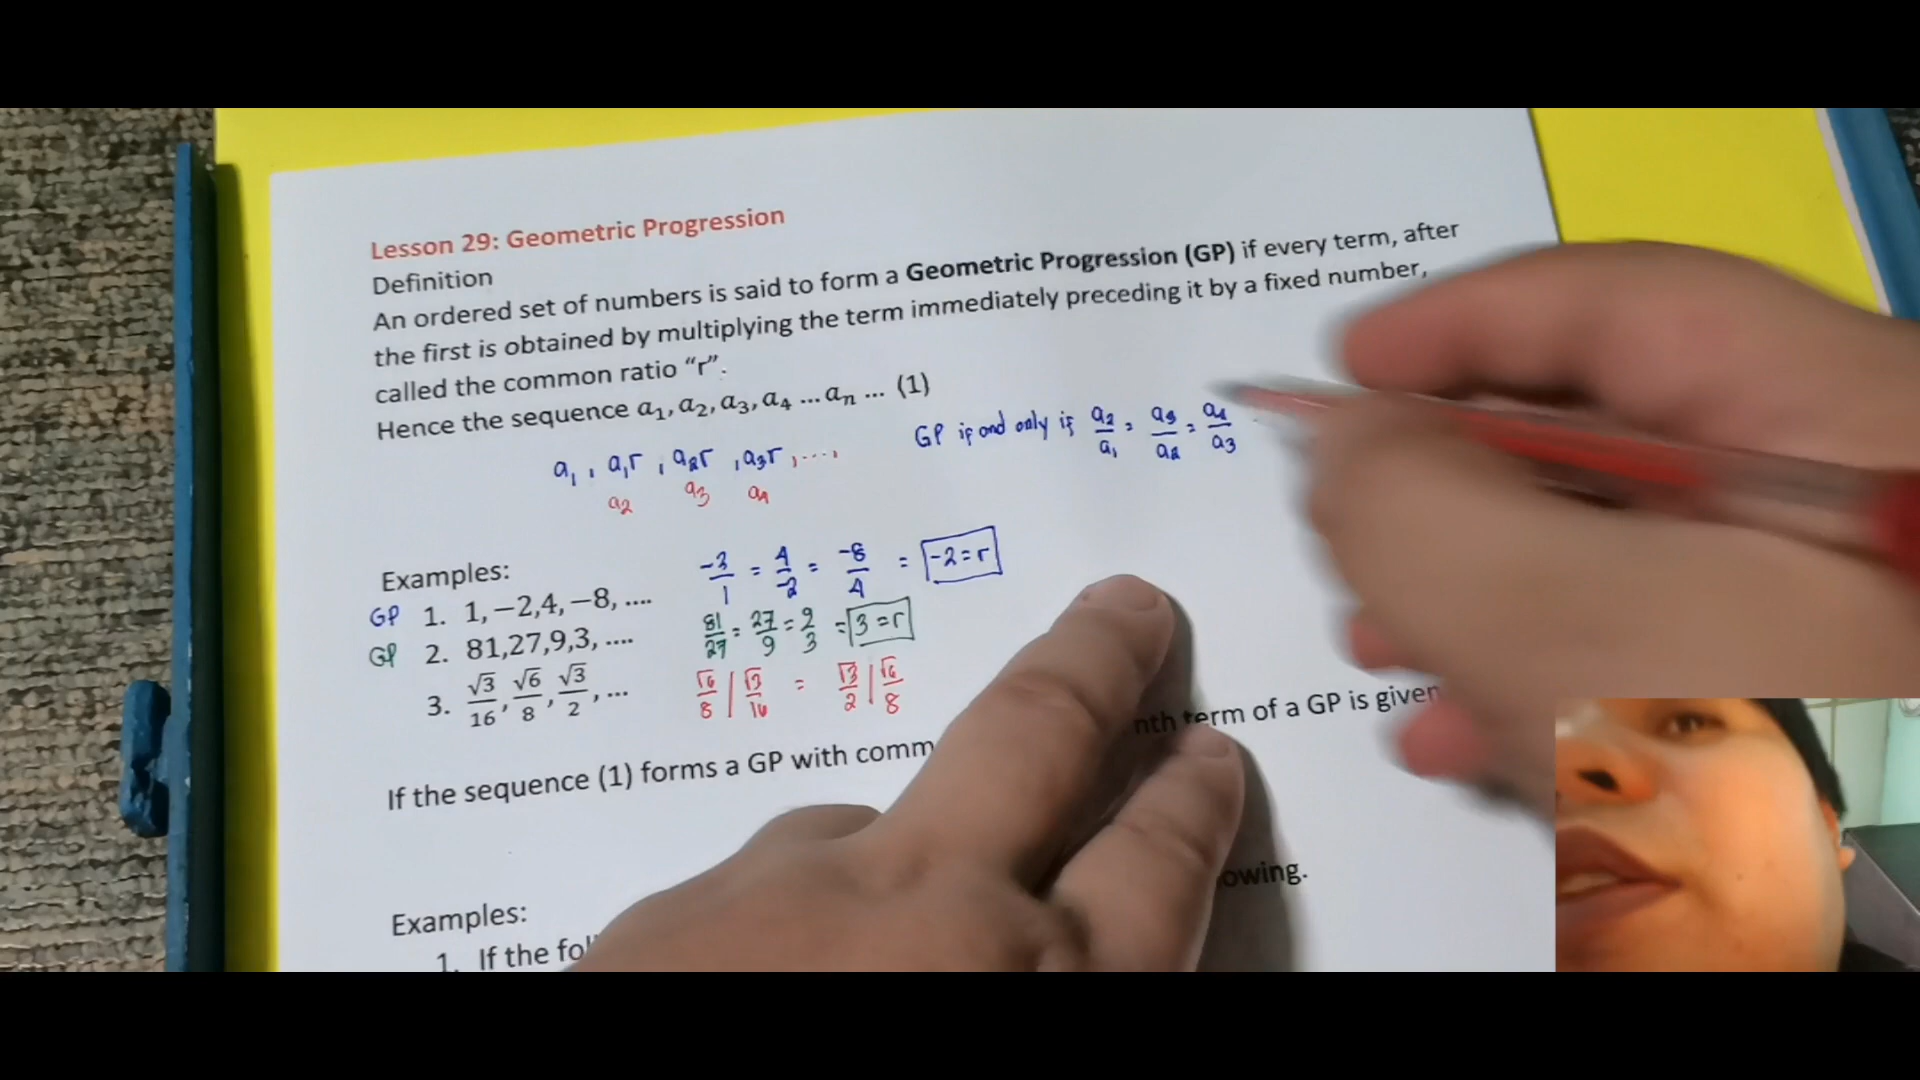 Lesson 29: Geometric Progression
Definition
An ordered set of numbers is said to form a Geometric Progression (GP) if every term, after
the first is obtained by multiplying the term immediately preceding it by a fixed number,
called the common ratio “r”.
Hence the sequence a₁, a₂, a₃, a₄ ... aₙ ... (1)
GP if and only if a₂/a₁ = a₃/a₂ = a₄/a₃
a₁, a₁r, a₂r, a₃r, ....
a₂ a₃ a₄
Examples:
GP 1. 1, −2,4, −8, .... -2/1 = 4/-2 = -8/4 = -2=r
GP 2. 81,27,9,3, .... 81/27 = 27/9 = 9/3 = 3=r
3. √3/16, √6/8, √3/2, ... √6/8 | √3/16 = √3/2 | √6/8
If the sequence (1) forms a GP with comm nth term of a GP is given
owing.
Examples:
1. If the fol